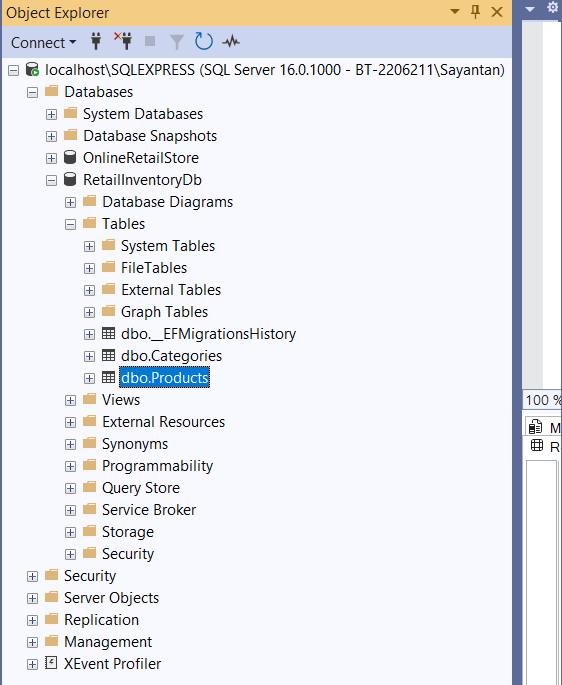 Object Explorer
Connect
localhost\SQLEXPRESS (SQL Server 16.0.1000 - BT-2206211\Sayantan)
Databases
System Databases
Database Snapshots
OnlineRetailStore
RetailInventoryDb
Database Diagrams
Tables
System Tables
FileTables
External Tables
Graph Tables
dbo.__EFMigrationsHistory
dbo.Categories
dbo.Products
Views
External Resources
Synonyms
Programmability
Query Store
Service Broker
Storage
Security
Security
Server Objects
Replication
Management
XEvent Profiler
100 %